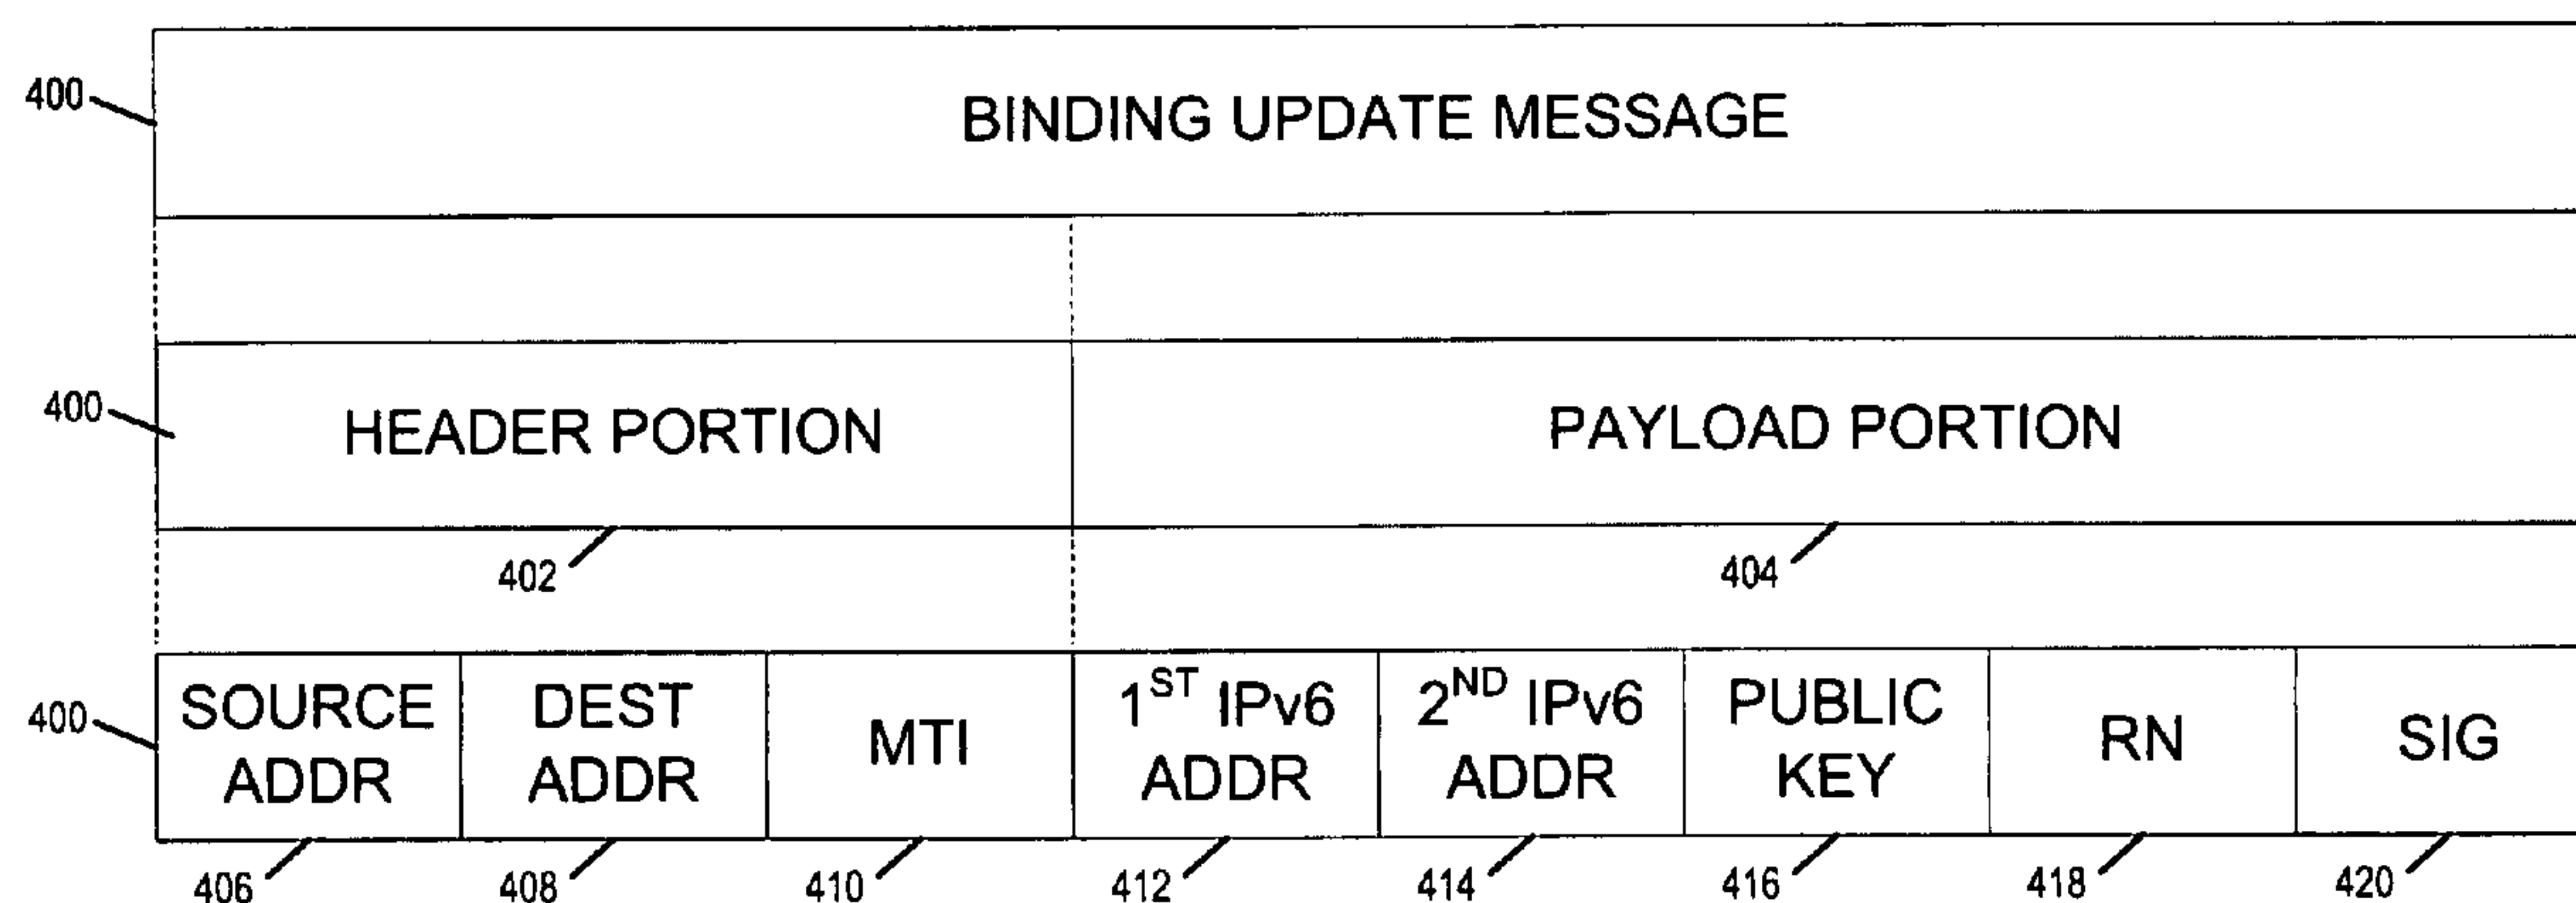 400
BINDING UPDATE MESSAGE
400
HEADER PORTION
PAYLOAD PORTION
402
404
400
SOURCE
ADDR
DEST
ADDR
MTI
1ST IPv6
ADDR
2ND IPv6
ADDR
PUBLIC
KEY
RN
SIG
406
408
410
412
414
416
418
420